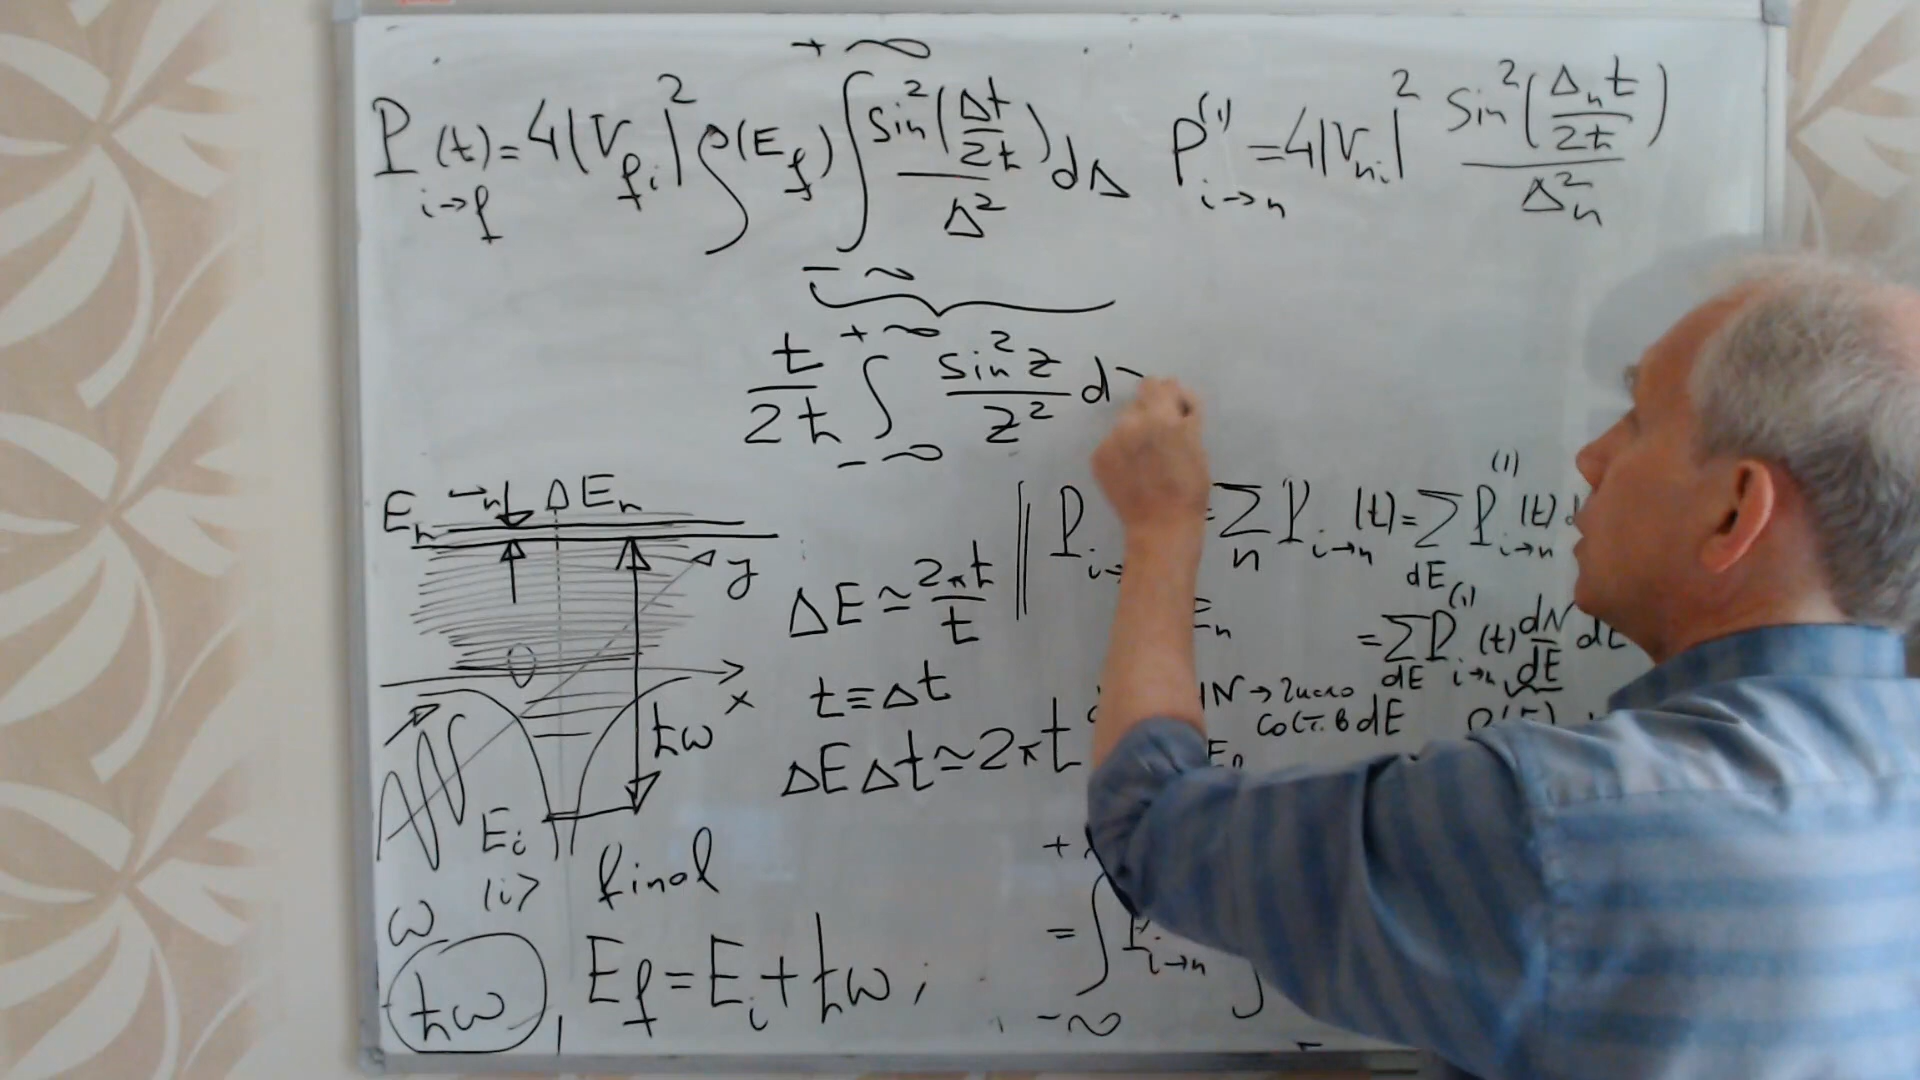 P_{i→f}(t) = 4|V_{fi}|² ρ(E_f) ∫_{-∞}^{+∞} sin²(Δt/2ħ)/Δ² dΔ
P^{(1)}_{i→n} = 4|V_{ni}|² sin²(Δ_n t/2ħ)/Δ_n²
t/2ħ ∫_{-∞}^{+∞} sin² z/z² d
E_n
ΔE_n
y
x
0
ħω
E_i
|i>
ω
ħω
final
ΔE ≃ 2πħ/t
t ≡ Δt
ΔE Δt ≃ 2πħ
P_{i→} = Σ_n P_{i→n}(t) = Σ_{dE} P^{(1)}_{i→n}(t) d
= Σ_{dE} P^{(1)}_{i→n}(t) dN/dE dE
N → число
сост. в dE
E_f = E_i + ħω ;
= ∫_{-∞} P_{i→n}